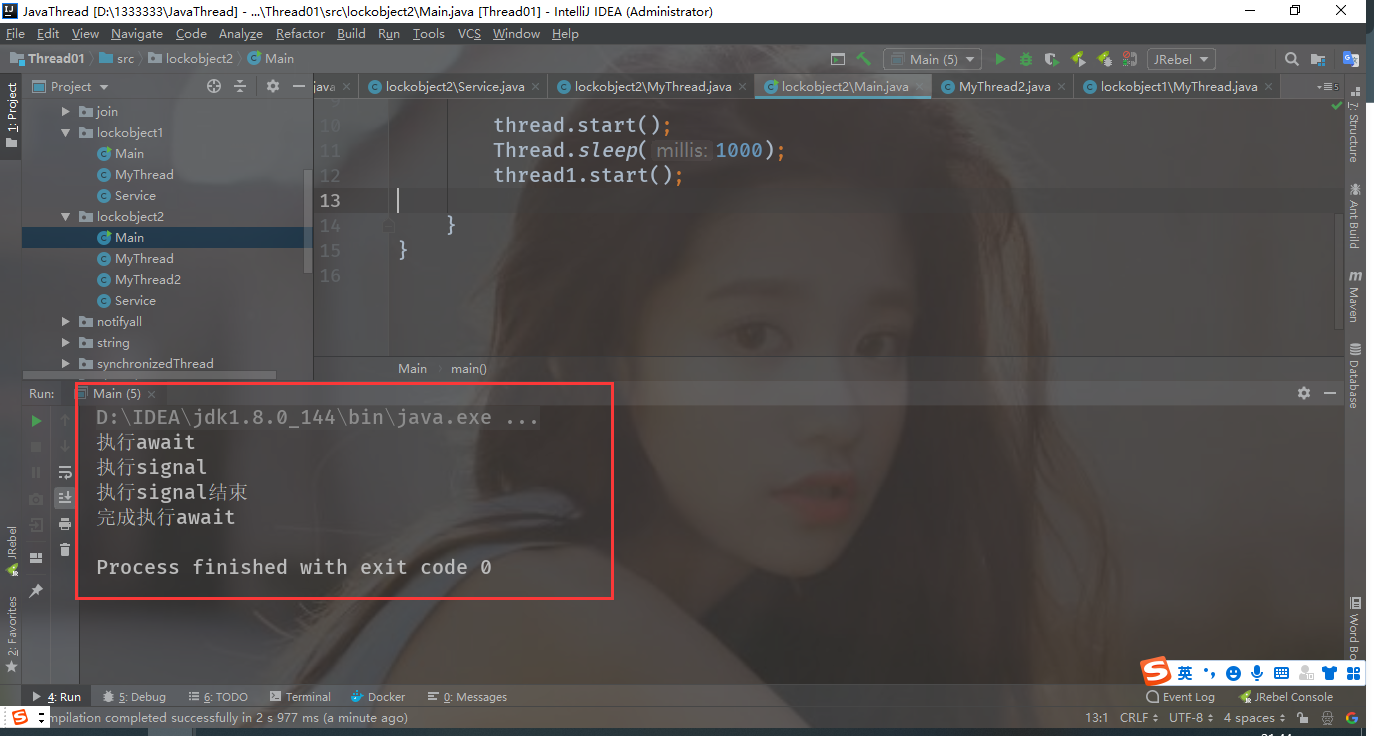 JavaThread [D:\1333333\JavaThread] - ...\Thread01\src\lockobject2\Main.java [Thread01] - IntelliJ IDEA (Administrator)
File Edit View Navigate Code Analyze Refactor Build Run Tools VCS Window Help
Thread01 src lockobject2 Main
Main (5)
JRebel
1: Project
Project
java
lockobject2\Service.java
lockobject2\MyThread.java
lockobject2\Main.java
MyThread2.java
lockobject1\MyThread.java
5
join
lockobject1
Main
MyThread
Service
lockobject2
Main
MyThread
MyThread2
Service
notifyall
string
synchronizedThread
10 thread.start();
11 Thread.sleep( millis: 1000);
12 thread1.start();
13
14 }
15 }
16
Main main()
7: Structure
Ant Build
Maven
Database
Run: Main (5)
D:\IDEA\jdk1.8.0_144\bin\java.exe ...
执行await
执行signal
执行signal结束
完成执行await
Process finished with exit code 0
JRebel
2: Favorites
英
4: Run 5: Debug 6: TODO Terminal Docker 0: Messages
Event Log JRebel Console
mpilation completed successfully in 2 s 977 ms (a minute ago)
13:1 CRLF UTF-8 4 spaces